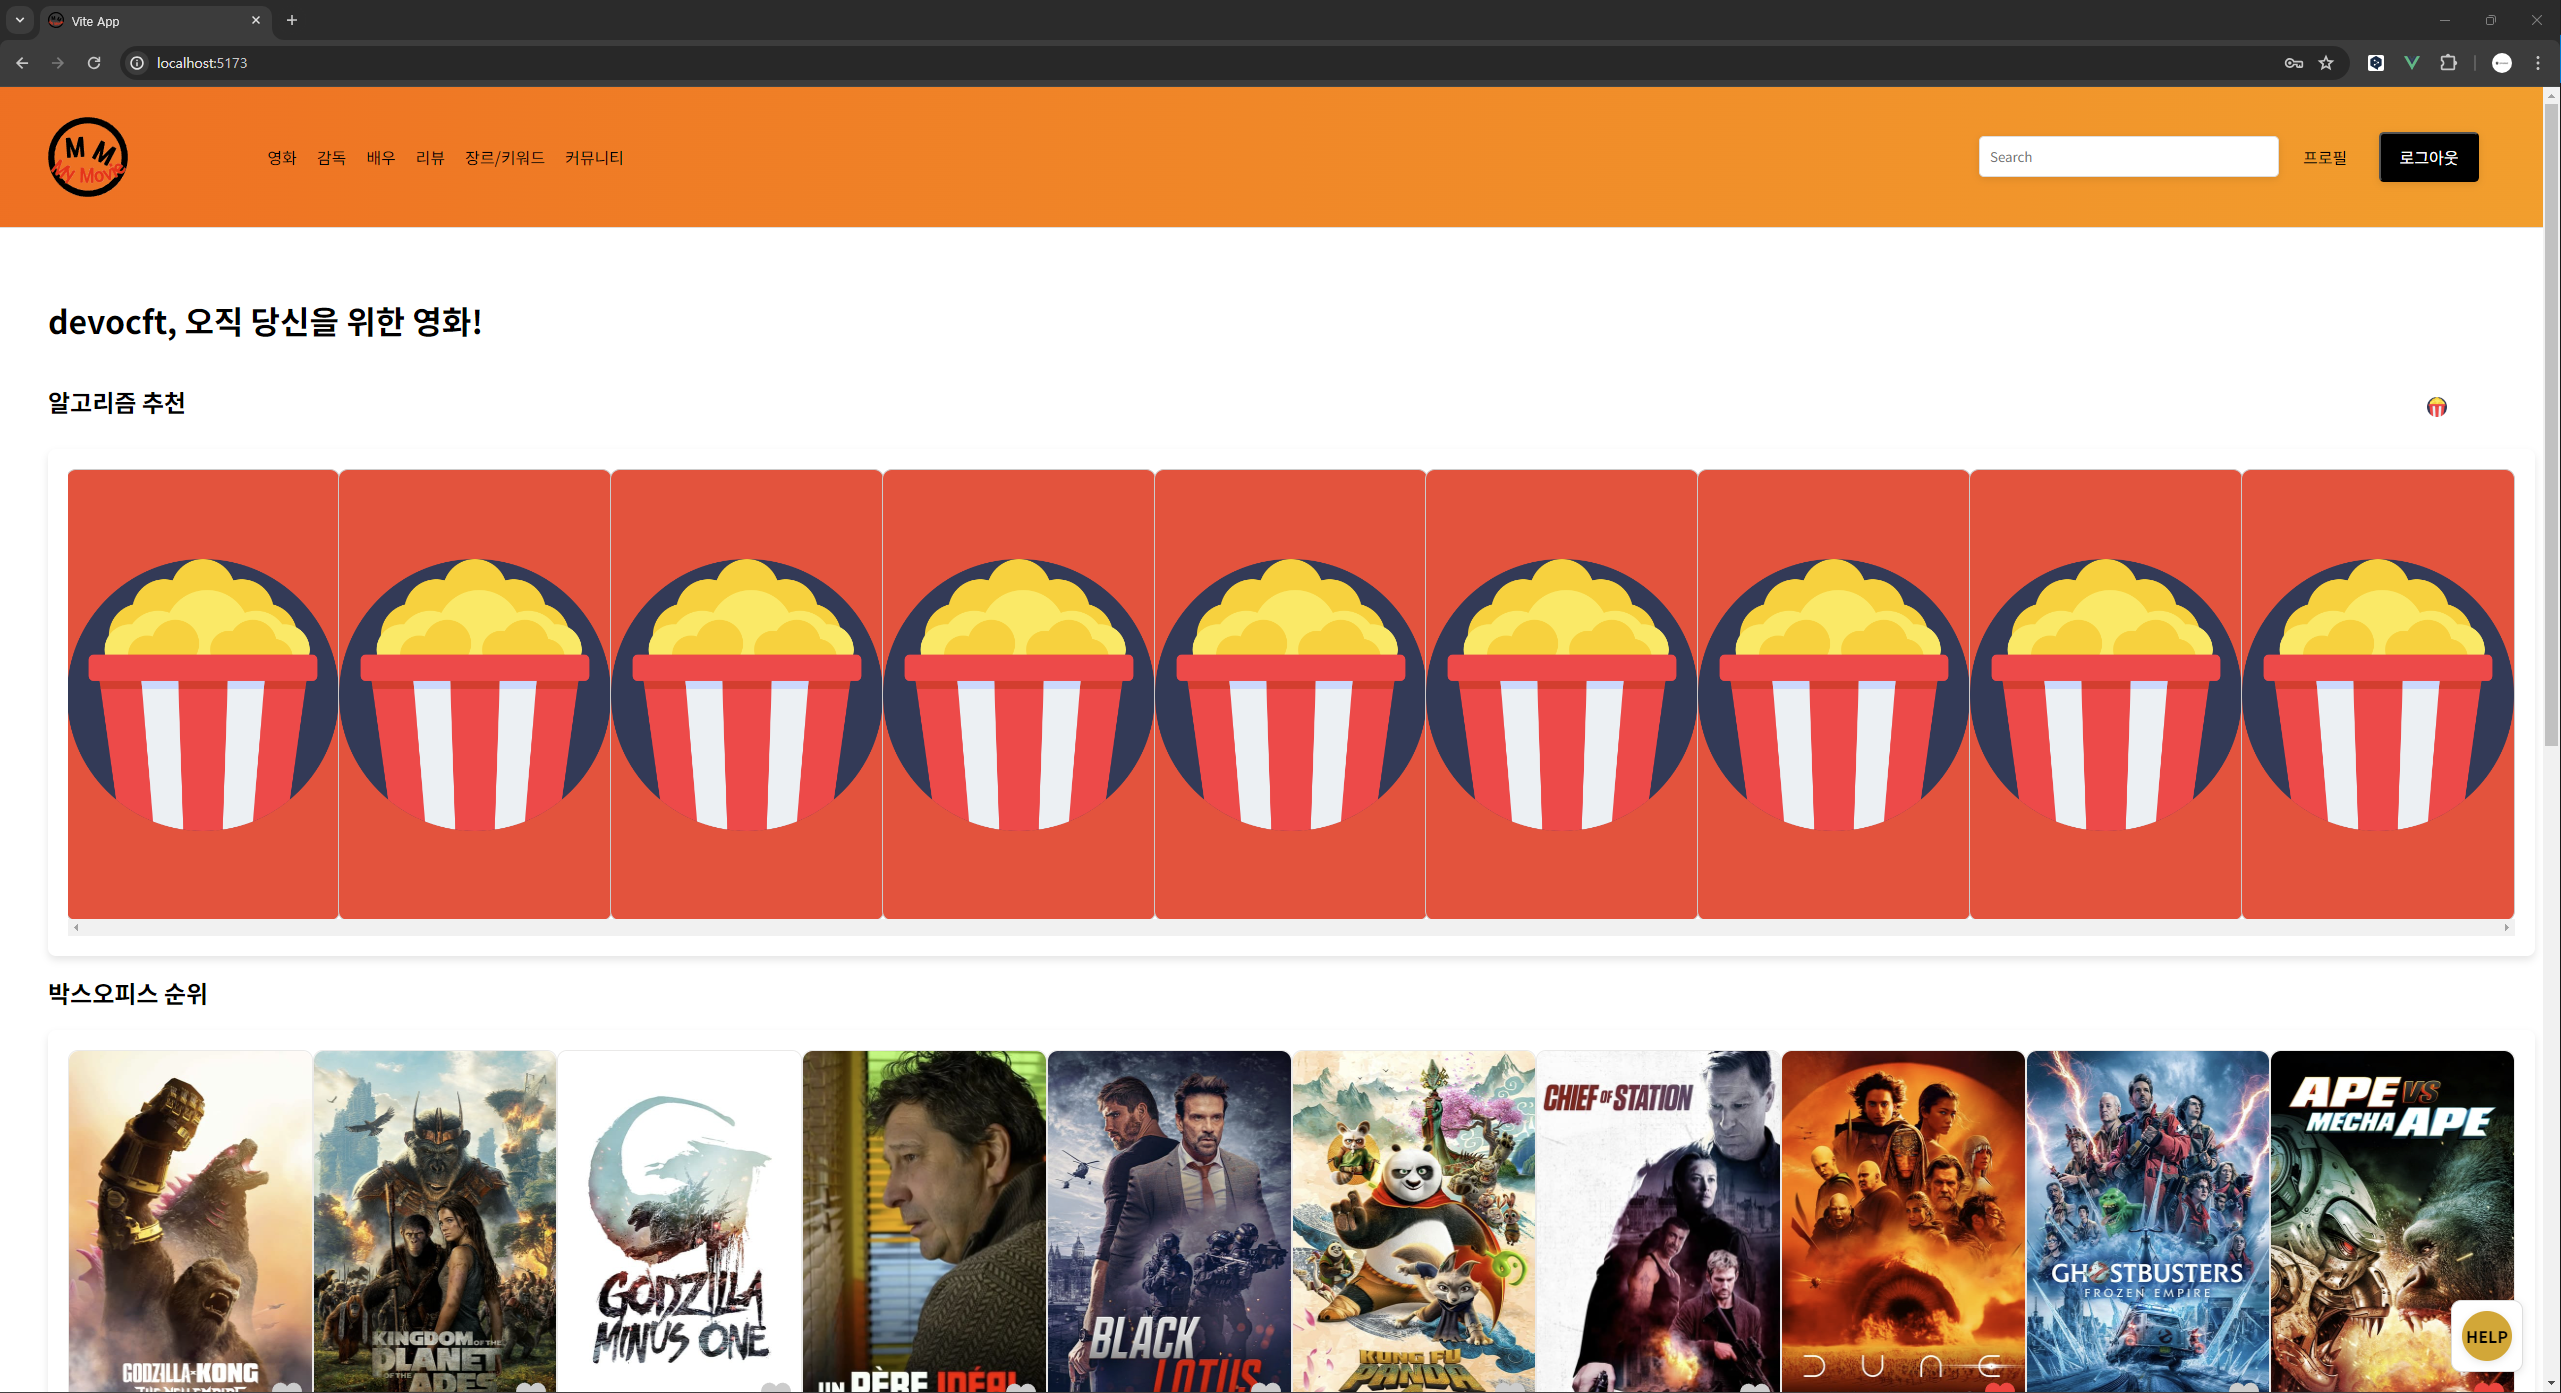 Vite App
localhost:5173
M M
My Movie
영화 감독 배우 리뷰 장르/키워드 커뮤니티
Search
프로필
로그아웃
devocft, 오직 당신을 위한 영화!
알고리즘 추천
박스오피스 순위
GODZILLA×KONG
THE NEW EMPIRE
KINGDOM OF THE
PLANET
OF THE
APES
GODZILLA
MINUS ONE
UN PÈRE IDÉAL
BLACK
LOTUS
KUNG FU
PANDA
CHIEF OF STATION
DUNE
GHOSTBUSTERS
FROZEN EMPIRE
APE VS
MECHA APE
HELP